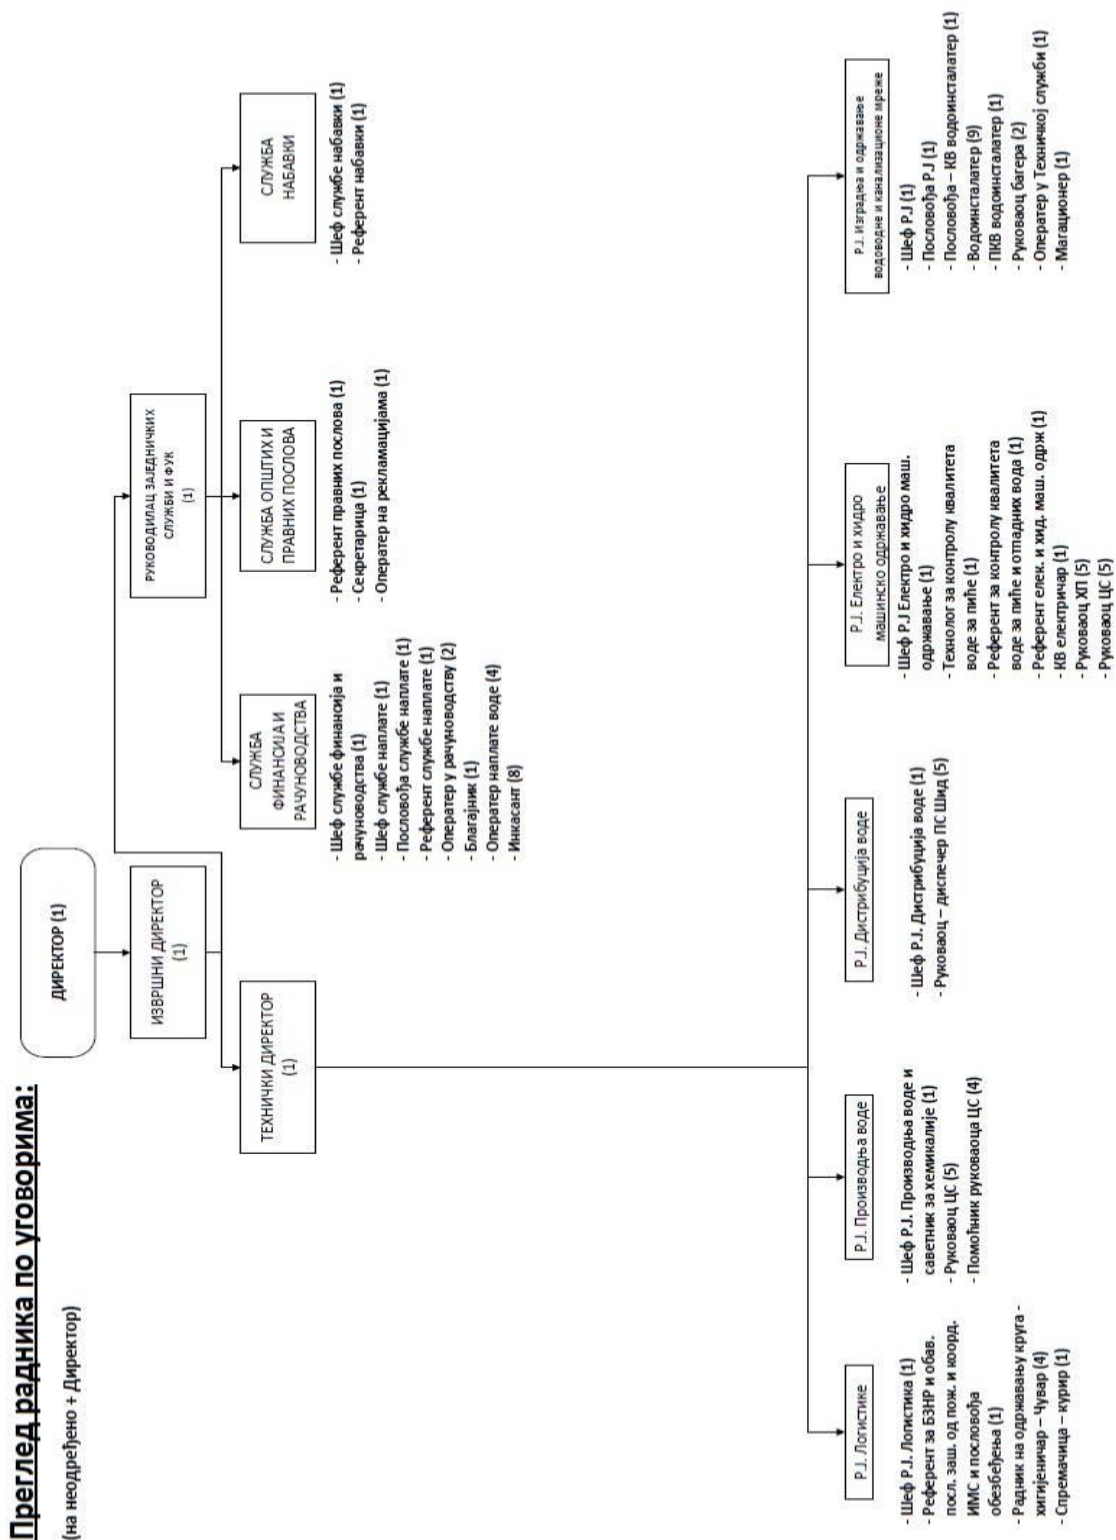 Преглед радника по уговорима:
(на неодређено + Директор)
ДИРЕКТОР (1)
ИЗВРШНИ ДИРЕКТОР
(1)
РУКОВОДИЛАЦ ЗАЈЕДНИЧКИХ
СЛУЖБИ И ФУК
(1)
ТЕХНИЧКИ ДИРЕКТОР
(1)
СЛУЖБА
ФИНАНСИЈА И
РАЧУНОВОДСТВА
- Шеф службе финансија и
рачуноводства (1)
- Шеф службе наплате (1)
- Пословођа службе наплате (1)
- Референт службе наплате (1)
- Оператер у рачуноводству (2)
- Благајник (1)
- Оператер наплате воде (4)
- Инкасант (8)
СЛУЖБА ОПШТИХ И
ПРАВНИХ ПОСЛОВА
- Референт правних послова (1)
- Секретарица (1)
- Оператер на рекламацијама (1)
СЛУЖБА
НАБАВКИ
- Шеф службе набавки (1)
- Референт набавки (1)
Р.Ј. Логистике
- Шеф Р.Ј. Логистика (1)
- Референт за БЗНР и обав.
посл. заш. од пож. и коорд.
ИМС и пословођа
обезбеђења (1)
- Радник на одржавању круга -
хигијеничар – Чувар (4)
- Спремачица – курир (1)
Р.Ј. Производња воде
- Шеф Р.Ј. Производња воде и
саветник за хемикалије (1)
- Руковаоц ЦС (5)
- Помоћник руковаоца ЦС (4)
Р.Ј. Дистрибуција воде
- Шеф Р.Ј. Дистрибуција воде (1)
- Руковаоц – диспечер ПС Шид (5)
Р.Ј. Електро и хидро
машинско одржавање
- Шеф Р.Ј Електро и хидро маш.
одржавање (1)
- Технолог за контролу квалитета
воде за пиће (1)
- Референт за контролу квалитета
воде за пиће и отпадних вода (1)
- Референт елек. и хид. маш. одрж (1)
- КВ електричар (1)
- Руковаоц ХП (5)
- Руковаоц ЦС (5)
Р.Ј. Изградња и одржавање
водоводне и канализационе мреже
- Шеф Р.Ј (1)
- Пословођа Р.Ј (1)
- Пословођа – КВ водоинсталатер (1)
- Водоинсталатер (9)
- ПКВ водоинсталатер (1)
- Руковаоц багера (2)
- Оператер у Техничкој служби (1)
- Магационер (1)